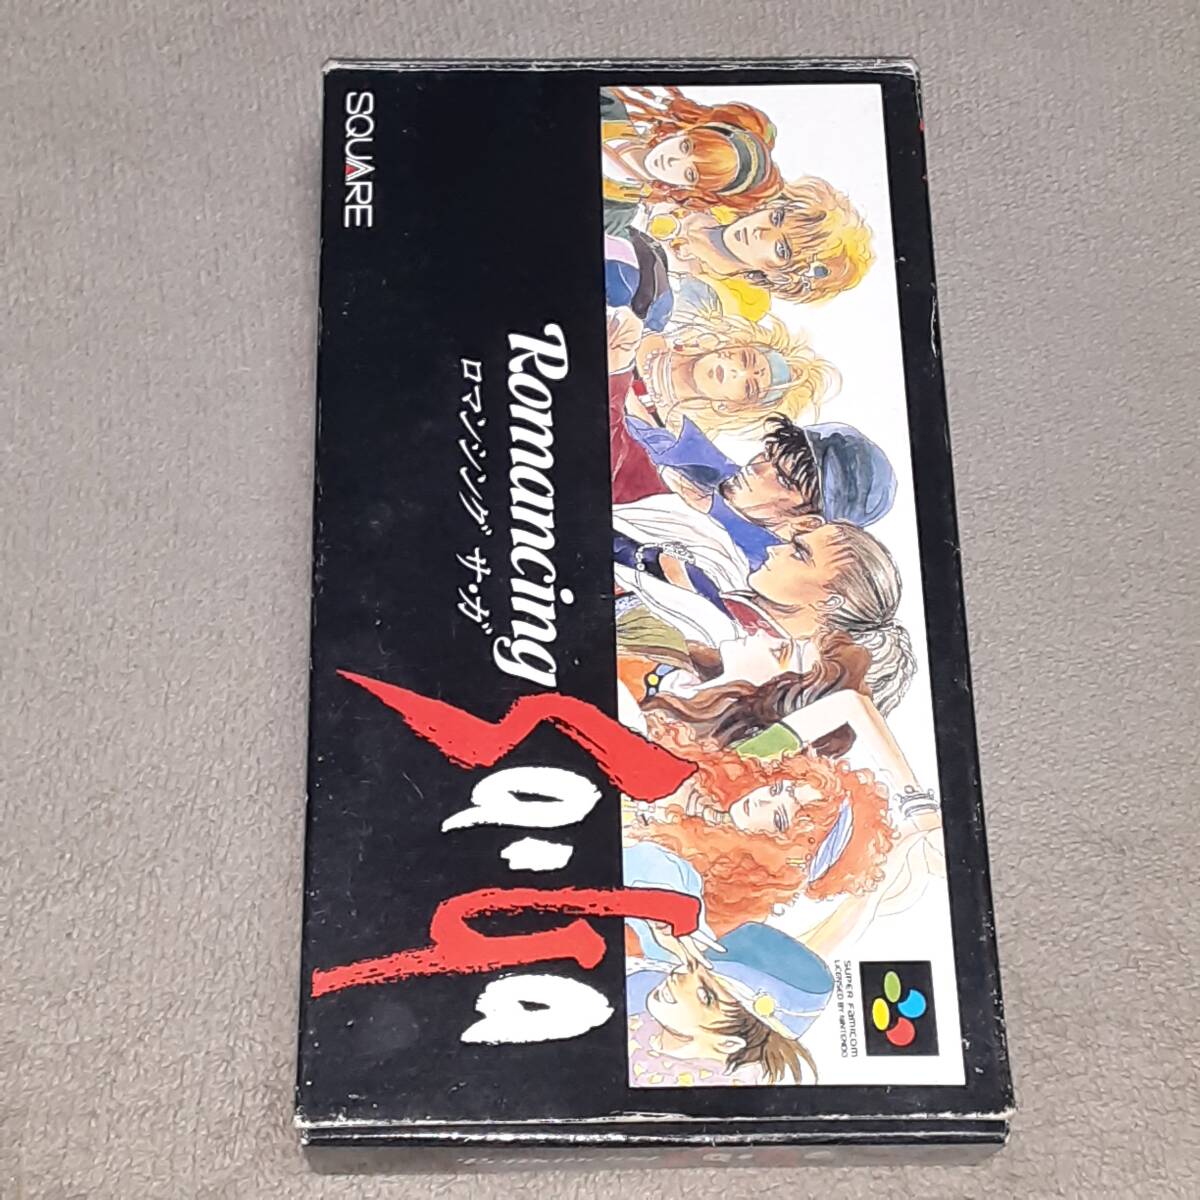 SQUARE
Romancing
ロマンシング サ・ガ
Sa·Ga
SUPER FAMICOM
LICENSED BY NINTENDO